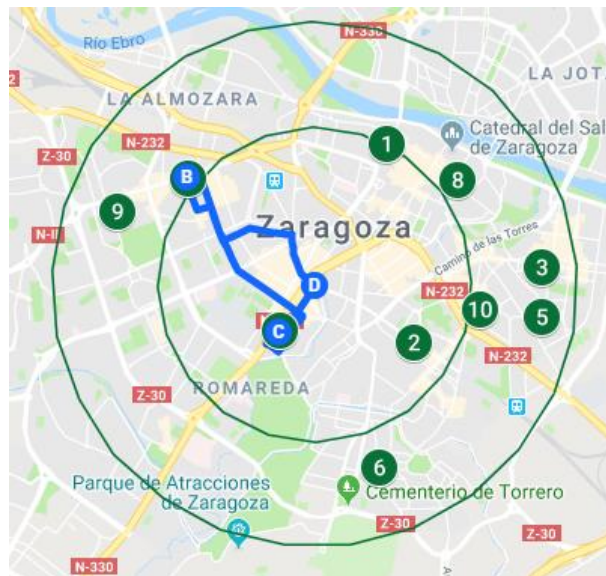 N-330
Río Ebro
LA JOT
2
LA ALMOZARA
N-232
Catedral del Sal
de Zaragoza
1
Z-30
B
8
9
Zaragoza
N-II
Camino de las Torres
3
D
N-232
10
5
C
2
N-232
ROMAREDA
Z-30
6
Parque de Atracciones
de Zaragoza
Cementerio de Torrero
Z-30
Z-30
N-330
A